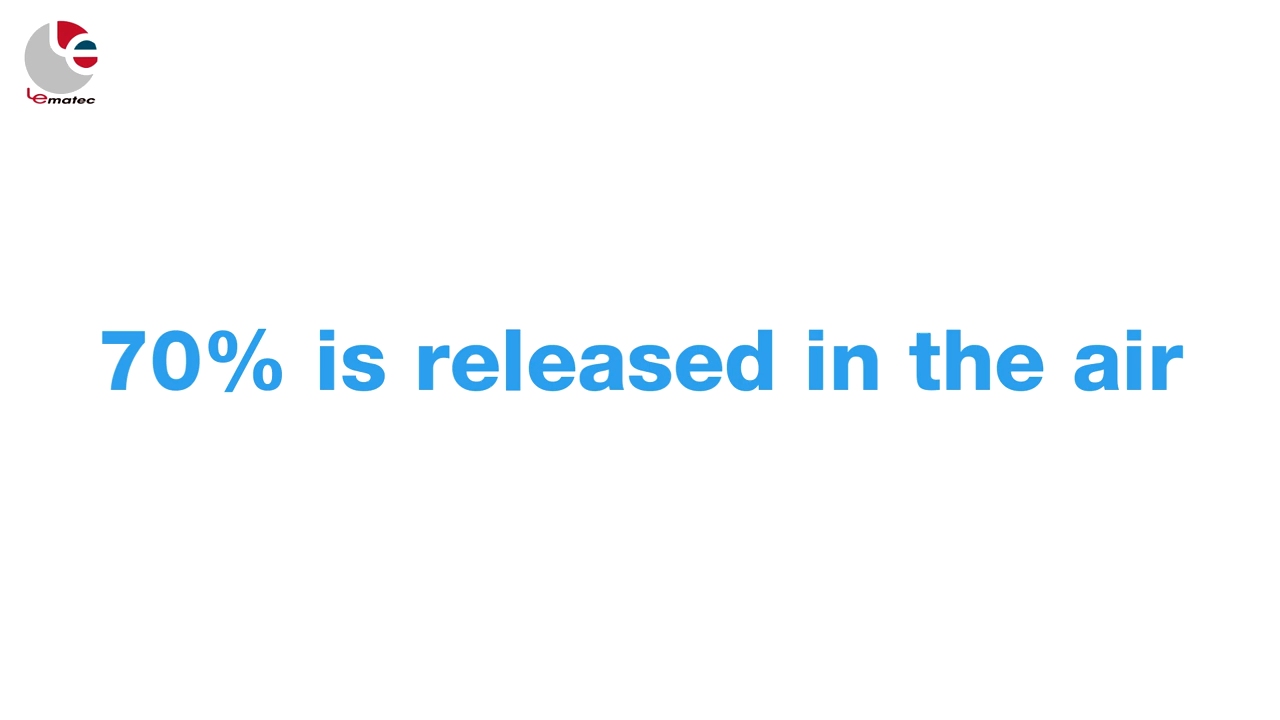 Lematec
70% is released in the air